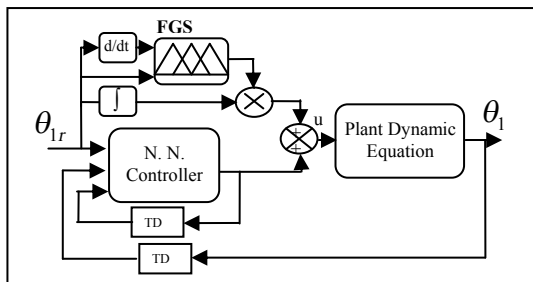 FGS
d/dt
∫
θ1r
N. N.
Controller
u
+
+
Plant Dynamic
Equation
θ1
TD
TD